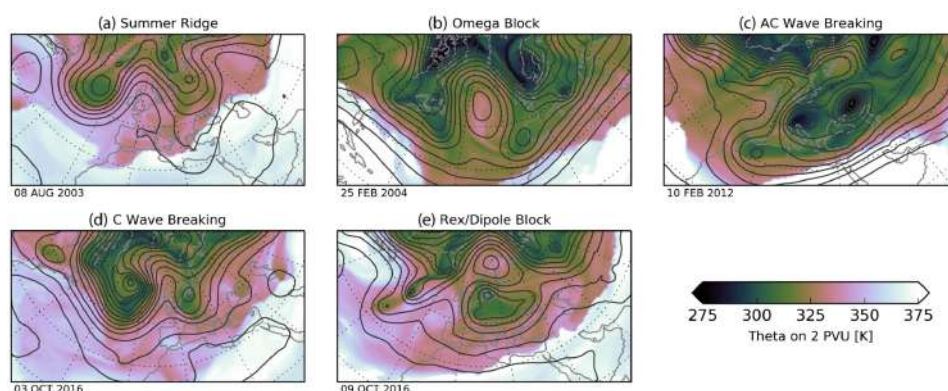 (a) Summer Ridge
(b) Omega Block
(c) AC Wave Breaking
08 AUG 2003
25 FEB 2004
10 FEB 2012
(d) C Wave Breaking
(e) Rex/Dipole Block
275 300 325 350 375
Theta on 2 PVU [K]
03 OCT 2016
09 OCT 2016